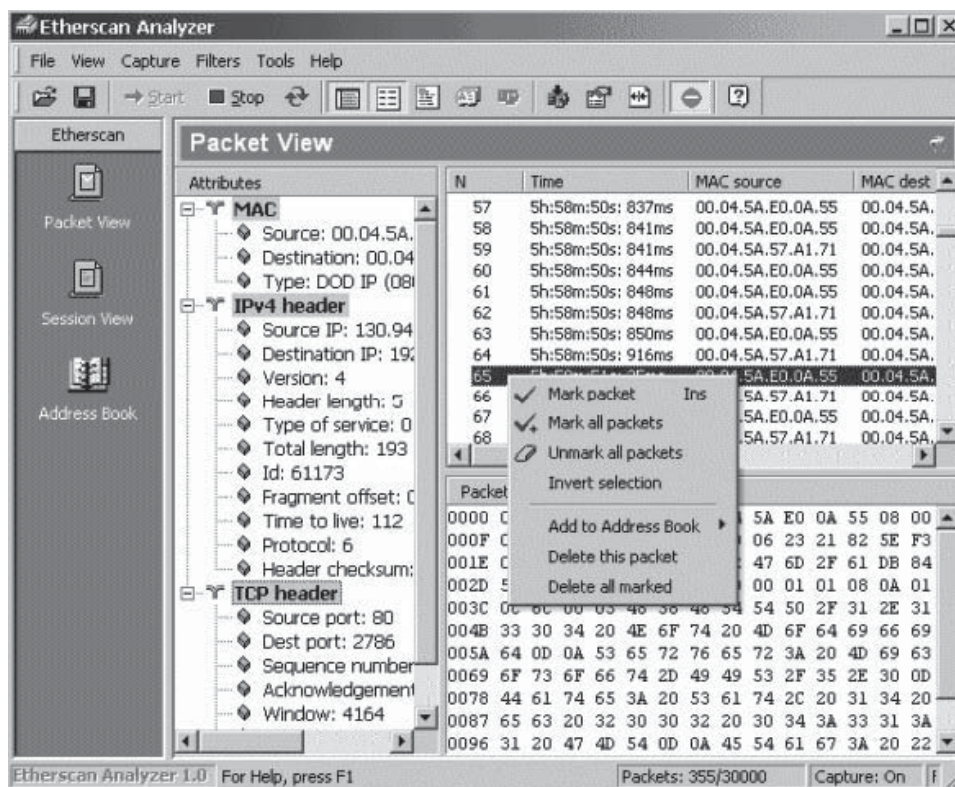 Etherscan Analyzer
File View Capture Filters Tools Help
Start Stop
Etherscan
Packet View
Session View
Address Book
Packet View
Attributes
MAC
Source: 00.04.5A.
Destination: 00.04
Type: DOD IP (08
IPv4 header
Source IP: 130.94
Destination IP: 192
Version: 4
Header length: 5
Type of service: 0
Total length: 193
Id: 61173
Fragment offset: 0
Time to live: 112
Protocol: 6
Header checksum:
TCP header
Source port: 80
Dest port: 2786
Sequence number
Acknowledgement
Window: 4164
N Time MAC source MAC dest
57 5h:58m:50s: 837ms 00.04.5A.E0.0A.55 00.04.5A.
58 5h:58m:50s: 841ms 00.04.5A.E0.0A.55 00.04.5A.
59 5h:58m:50s: 841ms 00.04.5A.57.A1.71 00.04.5A.
60 5h:58m:50s: 844ms 00.04.5A.E0.0A.55 00.04.5A.
61 5h:58m:50s: 848ms 00.04.5A.E0.0A.55 00.04.5A.
62 5h:58m:50s: 848ms 00.04.5A.57.A1.71 00.04.5A.
63 5h:58m:50s: 850ms 00.04.5A.E0.0A.55 00.04.5A.
64 5h:58m:50s: 916ms 00.04.5A.57.A1.71 00.04.5A.
65 5A.E0.0A.55 00.04.5A.
66 5A.57.A1.71 00.04.5A.
67 5A.E0.0A.55 00.04.5A.
68 5A.57.A1.71 00.04.5A.
Mark packet Ins
Mark all packets
Unmark all packets
Invert selection
Add to Address Book
Delete this packet
Delete all marked
Packet
0000 5A E0 0A 55 08 00
000F 06 23 21 82 5E F3
001E 47 6D 2F 61 DB 84
002D 5 00 01 01 08 0A 01
003C 0C 6C 00 03 48 38 48 54 54 50 2F 31 2E 31
004B 33 30 34 20 4E 6F 74 20 4D 6F 64 69 66 69
005A 64 0D 0A 53 65 72 76 65 72 3A 20 4D 69 63
0069 6F 73 6F 66 74 2D 49 49 53 2F 35 2E 30 0D
0078 44 61 74 65 3A 20 53 61 74 2C 20 31 34 20
0087 65 63 20 32 30 30 32 20 30 34 3A 33 31 3A
0096 31 20 47 4D 54 0D 0A 45 54 61 67 3A 20 22
Etherscan Analyzer 1.0 For Help, press F1 Packets: 355/30000 Capture: On F